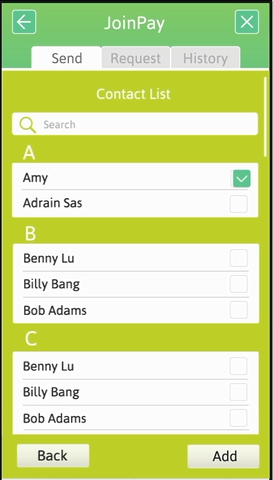 JoinPay
Send Request History
Contact List
Search
A
Amy
Adrain Sas
B
Benny Lu
Billy Bang
Bob Adams
C
Benny Lu
Billy Bang
Bob Adams
Back Add